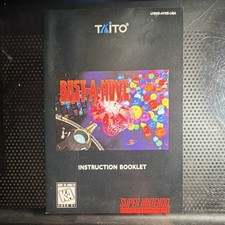 TAITO®
BUST-A-MOVE
INSTRUCTION BOOKLET
SUPER NINTENDO